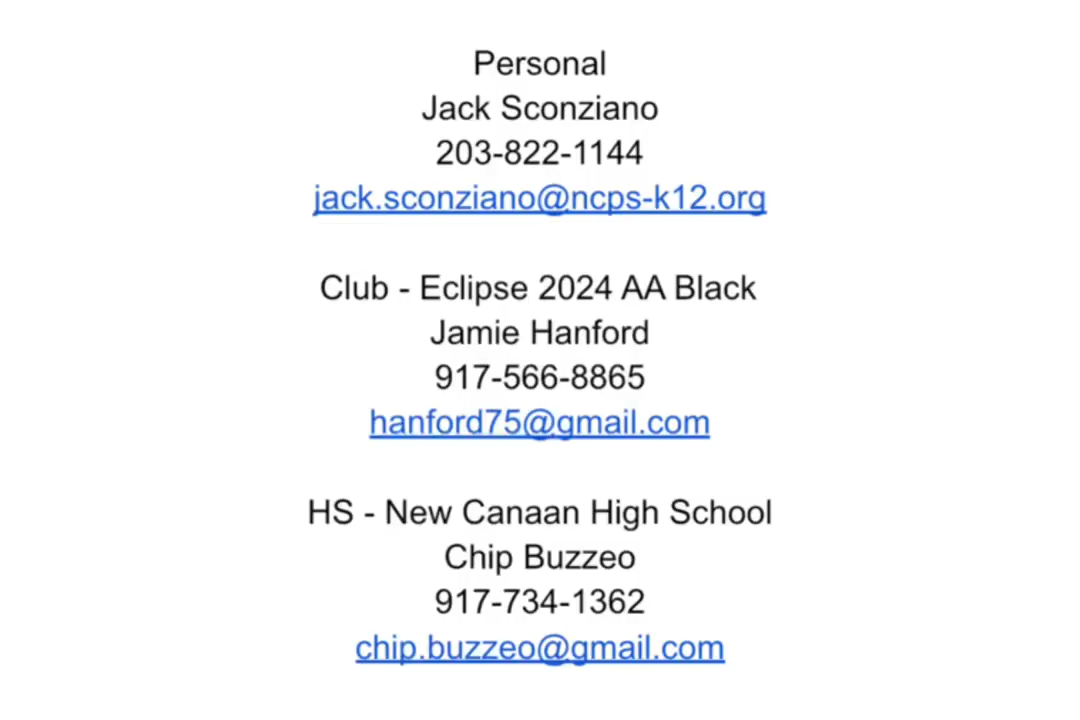 Personal
Jack Sconziano
203-822-1144
jack.sconziano@ncps-k12.org
Club - Eclipse 2024 AA Black
Jamie Hanford
917-566-8865
hanford75@gmail.com
HS - New Canaan High School
Chip Buzzeo
917-734-1362
chip.buzzeo@gmail.com